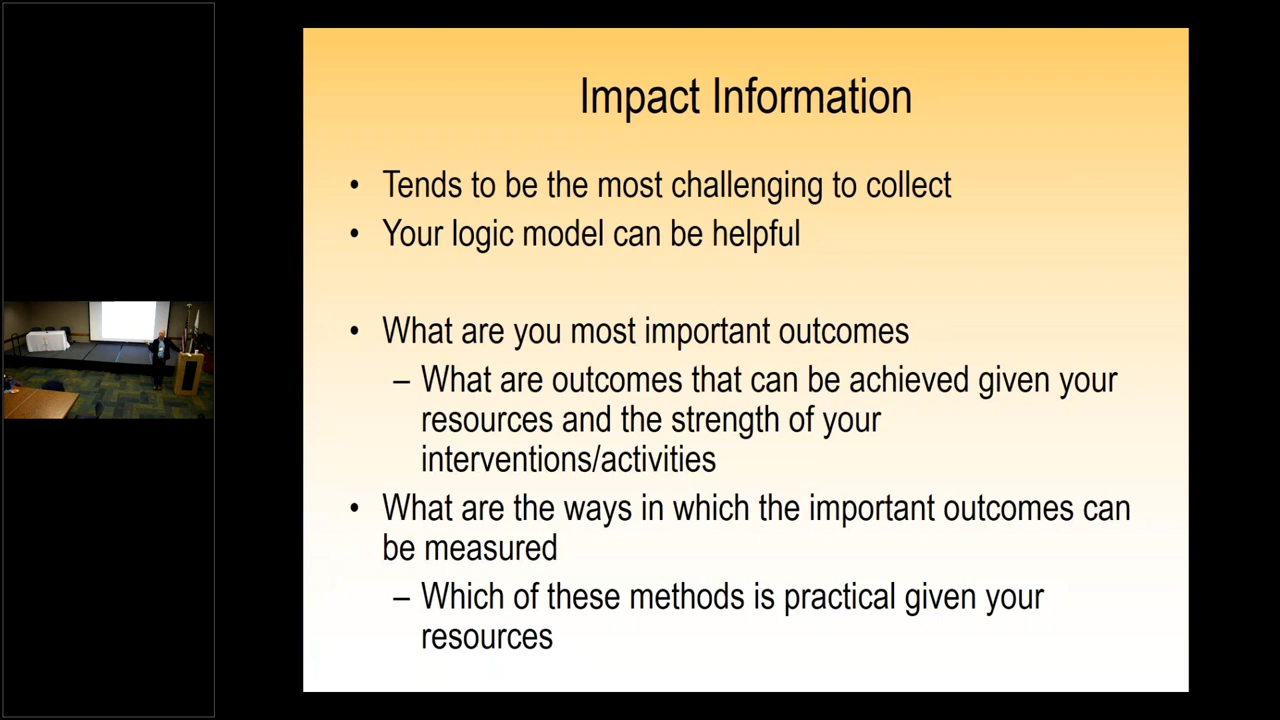 Impact Information
• Tends to be the most challenging to collect
• Your logic model can be helpful
• What are you most important outcomes
– What are outcomes that can be achieved given your
resources and the strength of your
interventions/activities
• What are the ways in which the important outcomes can
be measured
– Which of these methods is practical given your
resources